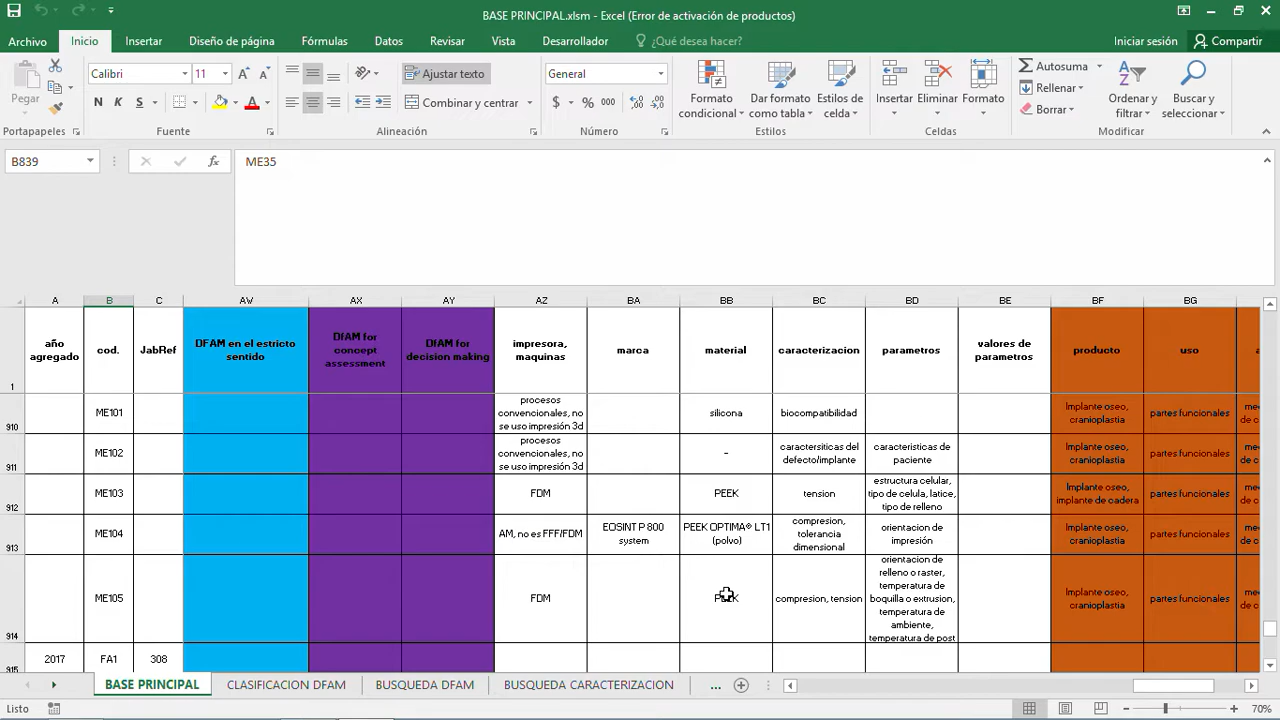 BASE PRINCIPAL.xlsm - Excel (Error de activación de productos)
Archivo Inicio Insertar Diseño de página Fórmulas Datos Revisar Vista Desarrollador ¿Qué desea hacer? Iniciar sesión Compartir
Pegar
Calibri 11
Ajustar texto
General
N K S
Combinar y centrar
$ % 000
Formato condicional
Dar formato como tabla
Estilos de celda
Insertar Eliminar Formato
Autosuma
Rellenar
Borrar
Ordenar y filtrar
Buscar y seleccionar
Portapapeles Fuente Alineación Número Estilos Celdas Modificar
B839 fx ME35
A B C AW AX AY AZ BA BB BC BD BE BF BG
1 año agregado cod. JabRef DFAM en el estricto sentido DfAM for concept assessment DfAM for decision making impresora, maquinas marca material caracterizacion parametros valores de parametros producto uso
910 ME101 procesos convencionales, no se uso impresión 3d silicona biocompatibilidad Implante oseo, cranioplastia partes funcionales
911 ME102 procesos convencionales, no se uso impresión 3d - caractersiticas del defecto/implante caracteristicas de paciente Implante oseo, cranioplastia partes funcionales
912 ME103 FDM PEEK tension estructura celular, tipo de celula, latice, tipo de relleno Implante oseo, implante de cadera partes funcionales
913 ME104 AM, no es FFF/FDM EOSINT P 800 system PEEK OPTIMA® LT1 (polvo) compresion, tolerancia dimensional orientacion de impresión Implante oseo, cranioplastia partes funcionales
914 ME105 FDM compresion, tension orientacion de relleno o raster, temperatura de boquilla o extrusion, temperatura de ambiente, temperatura de post Implante oseo, cranioplastia partes funcionales
915 2017 FA1 308
BASE PRINCIPAL CLASIFICACION DFAM BUSQUEDA DFAM BUSQUEDA CARACTERIZACION ...
Listo 70%